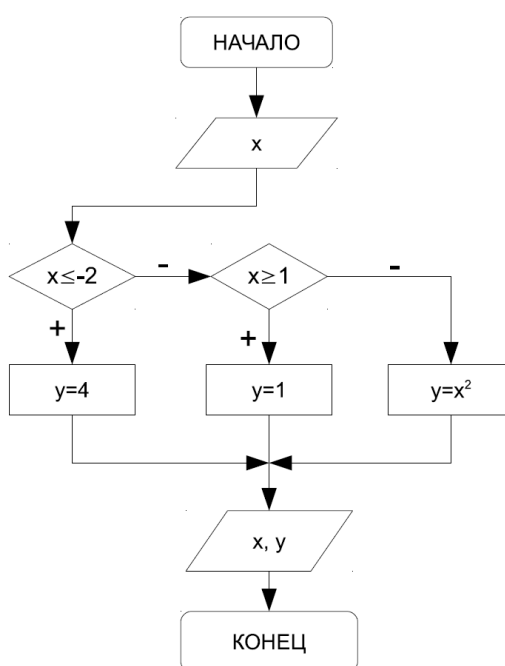 НАЧАЛО
x
x≤-2
-
x≥1
-
+
+
y=4
y=1
y=x²
x, y
КОНЕЦ